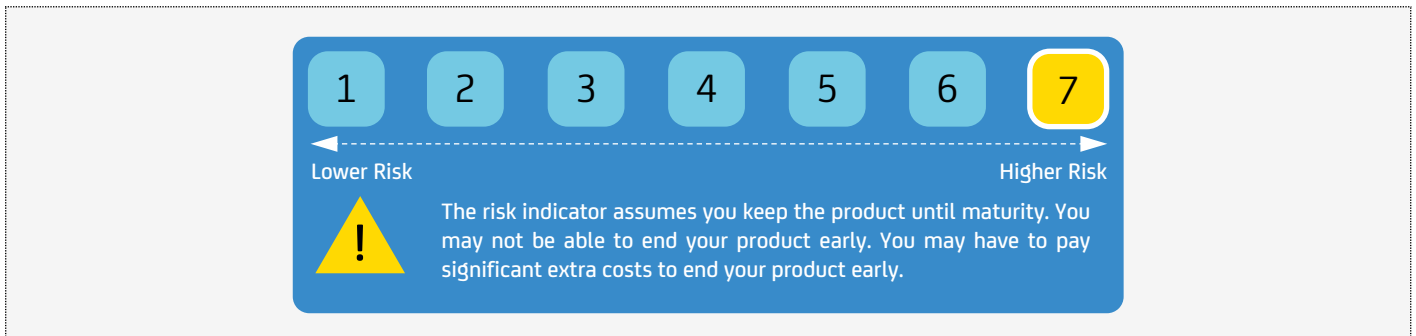 1 2 3 4 5 6 7
Lower Risk Higher Risk
! The risk indicator assumes you keep the product until maturity. You
may not be able to end your product early. You may have to pay
significant extra costs to end your product early.